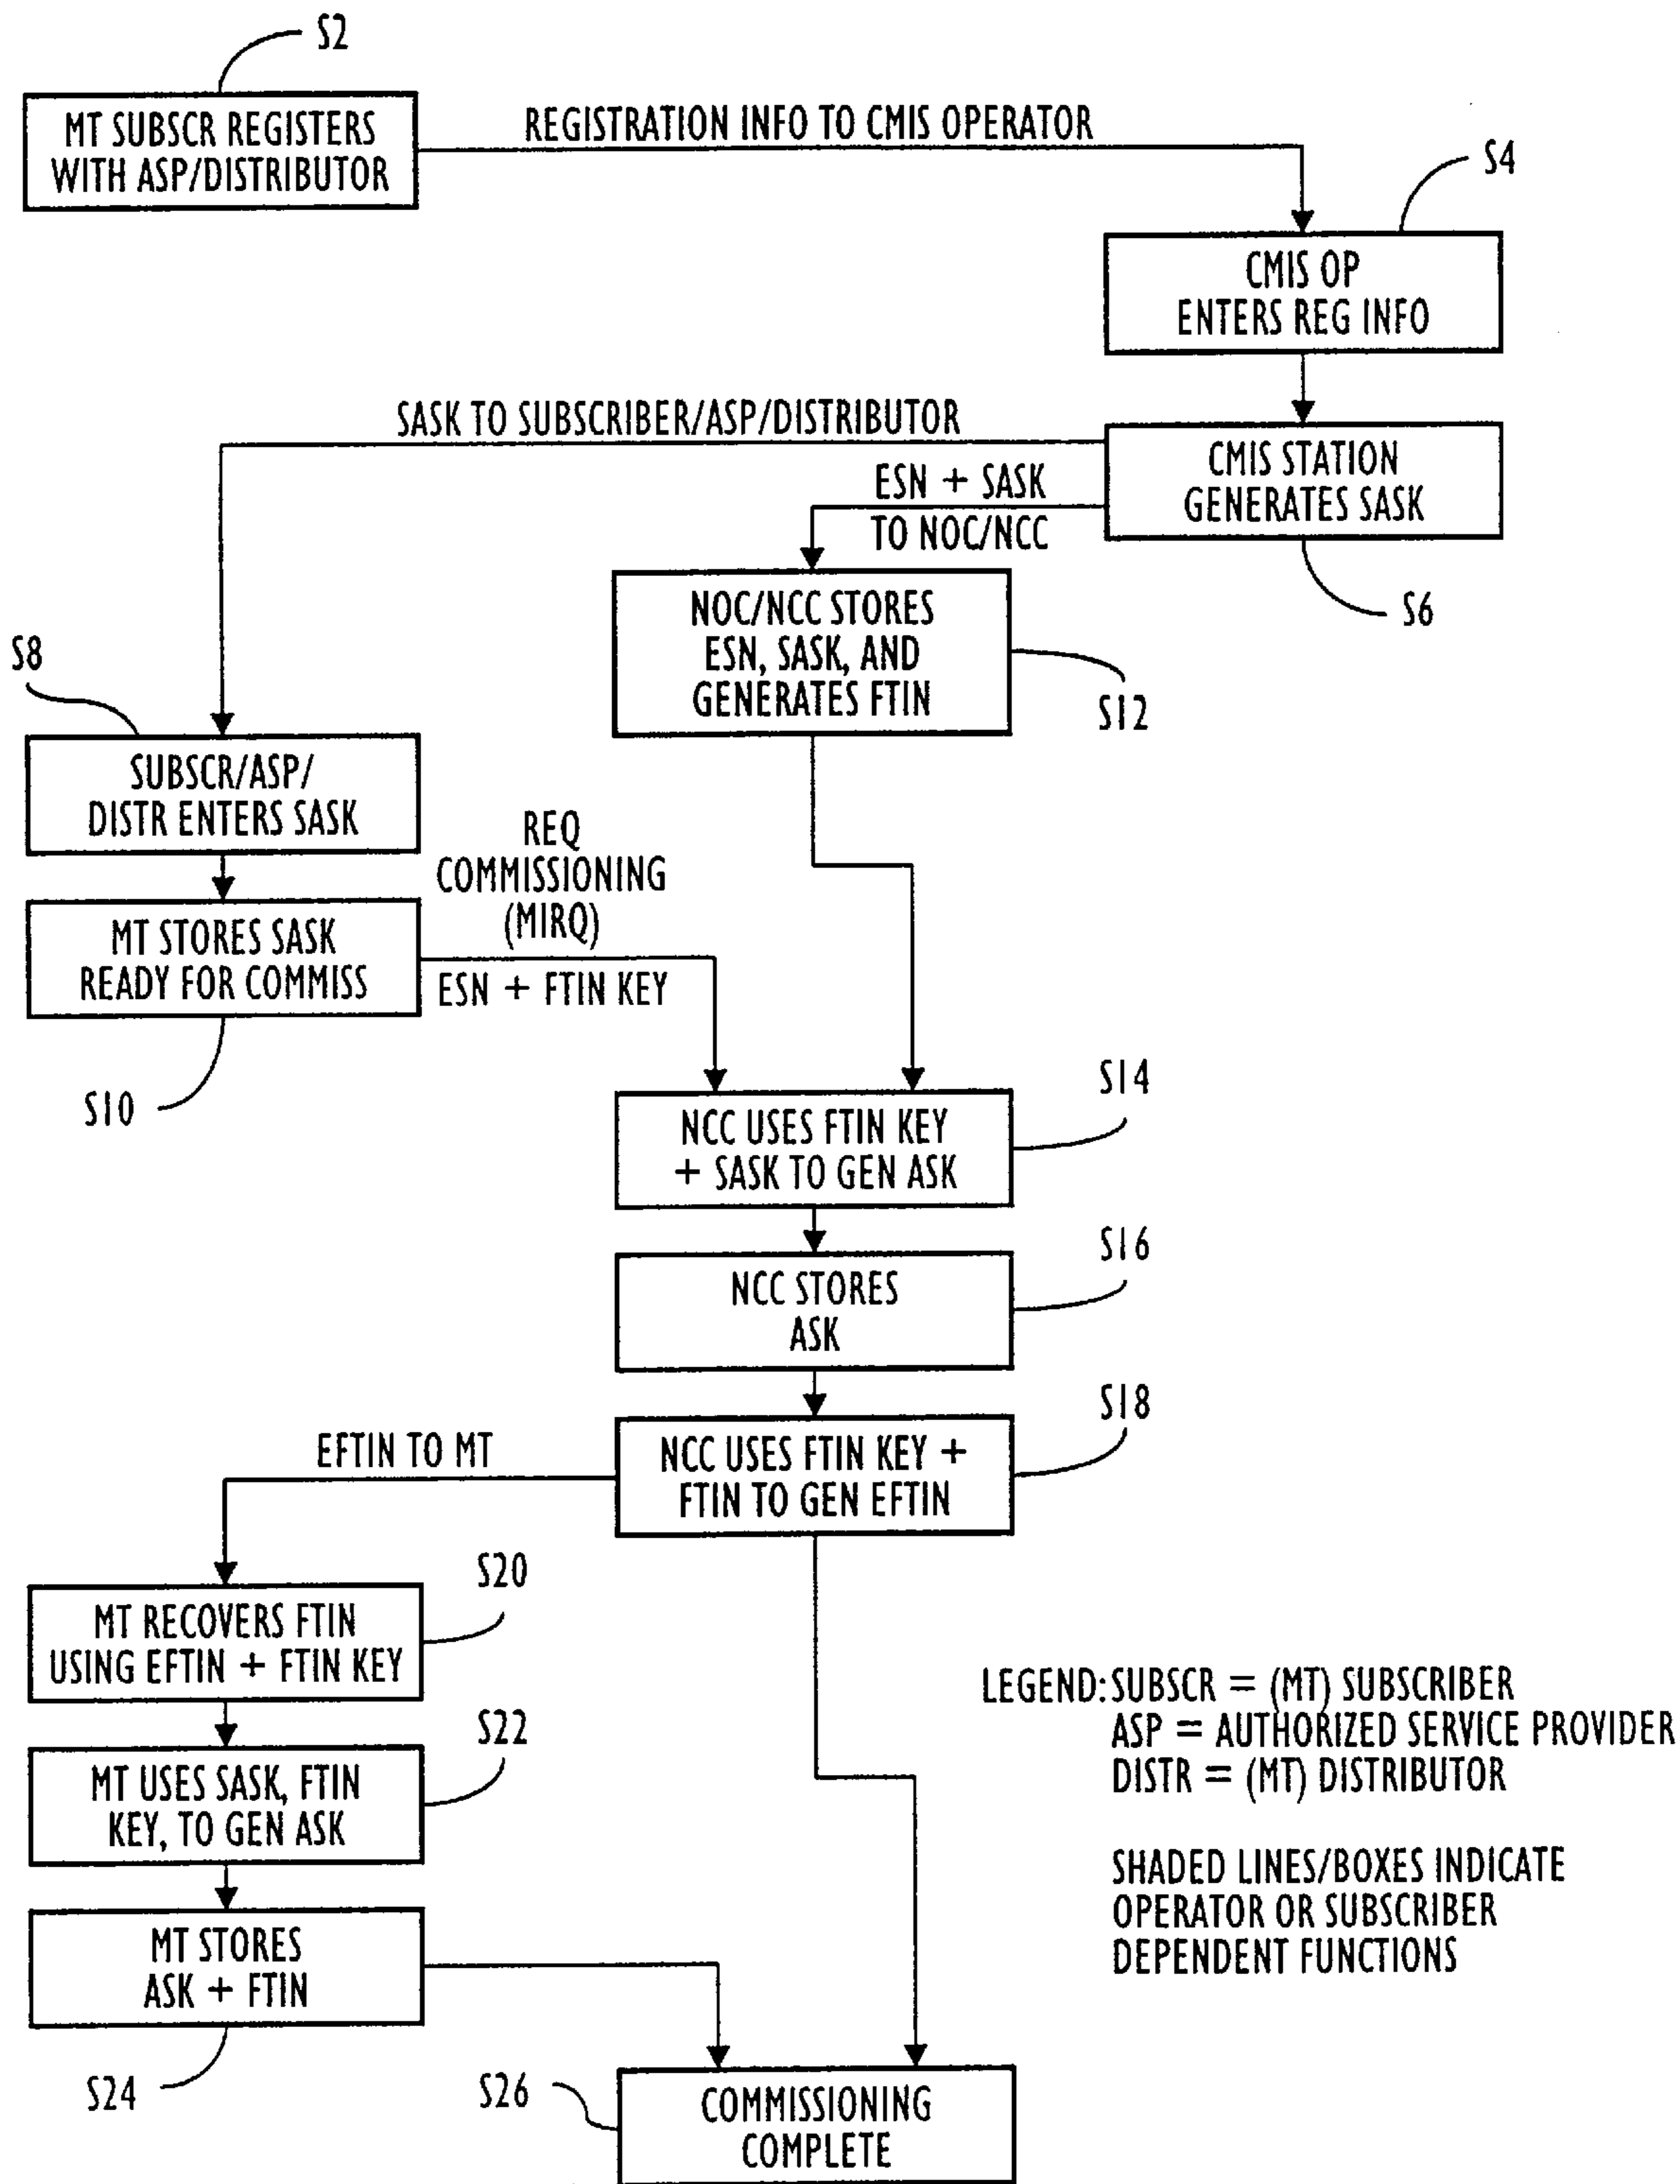 S2
MT SUBSCR REGISTERS
WITH ASP/DISTRIBUTOR
REGISTRATION INFO TO CMIS OPERATOR
S4
CMIS OP
ENTERS REG INFO
SASK TO SUBSCRIBER/ASP/DISTRIBUTOR
CMIS STATION
GENERATES SASK
ESN + SASK
TO NOC/NCC
S6
NOC/NCC STORES
ESN, SASK, AND
GENERATES FTIN
S12
S8
SUBSCR/ASP/
DISTR ENTERS SASK
REQ
COMMISSIONING
(MIRQ)
MT STORES SASK
READY FOR COMMISS
ESN + FTIN KEY
S10
S14
NCC USES FTIN KEY
+ SASK TO GEN ASK
S16
NCC STORES
ASK
S18
EFTIN TO MT
NCC USES FTIN KEY +
FTIN TO GEN EFTIN
S20
MT RECOVERS FTIN
USING EFTIN + FTIN KEY
S22
MT USES SASK, FTIN
KEY, TO GEN ASK
LEGEND: SUBSCR = (MT) SUBSCRIBER
ASP = AUTHORIZED SERVICE PROVIDER
DISTR = (MT) DISTRIBUTOR
SHADED LINES/BOXES INDICATE
OPERATOR OR SUBSCRIBER
DEPENDENT FUNCTIONS
MT STORES
ASK + FTIN
S24
S26
COMMISSIONING
COMPLETE